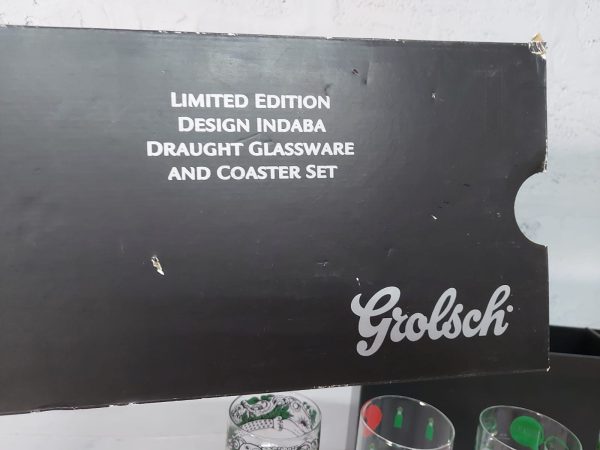 LIMITED EDITION
DESIGN INDABA
DRAUGHT GLASSWARE
AND COASTER SET
Grolsch